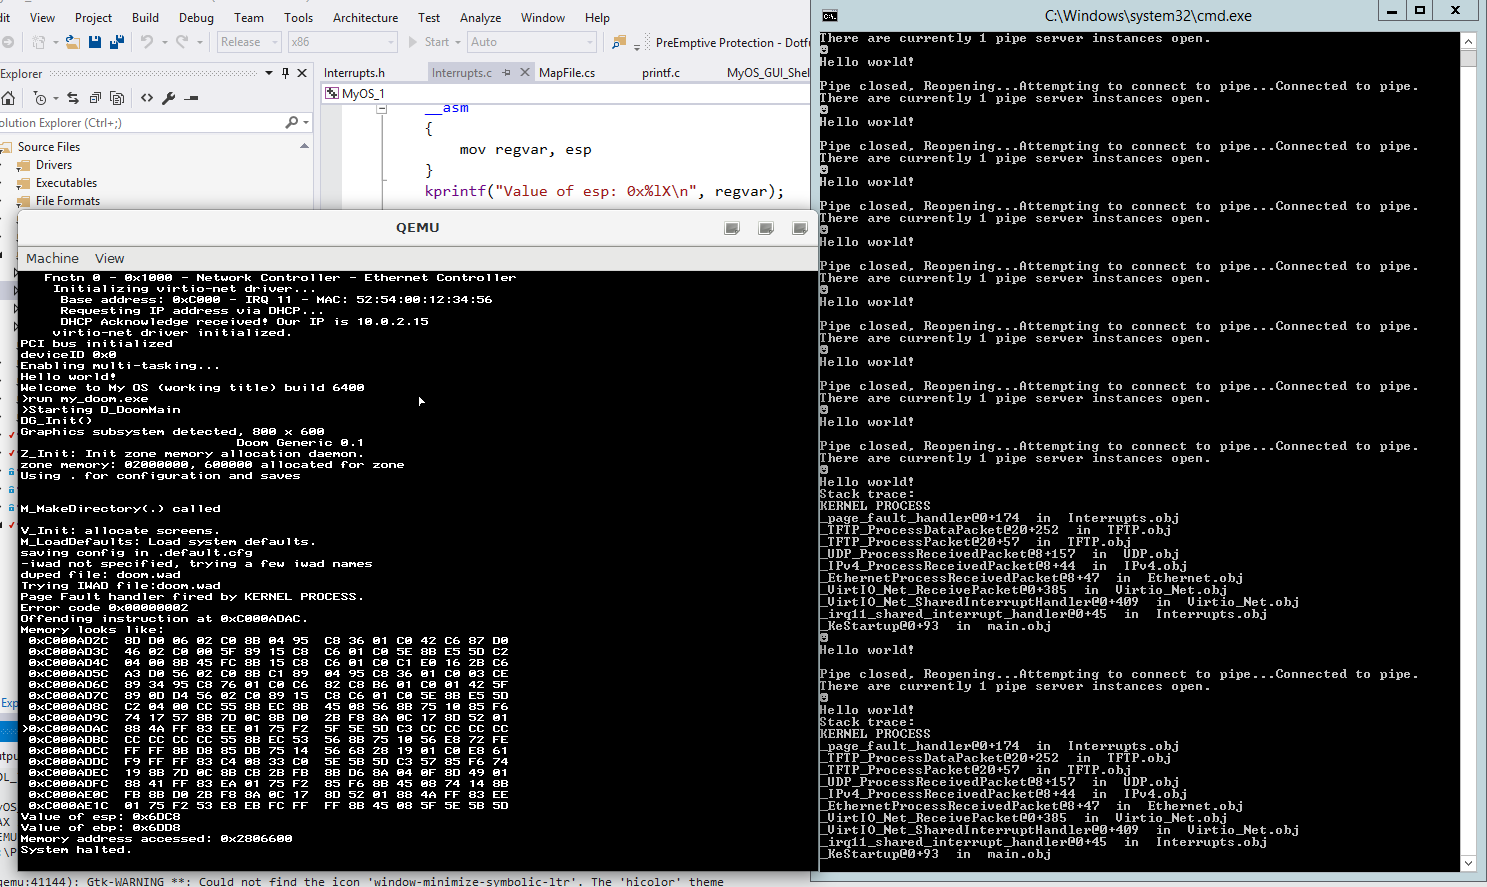 dit View Project Build Debug Team Tools Architecture Test Analyze Window Help
Release x86 Start Auto PreEmptive Protection - Dotfu
Explorer
olution Explorer (Ctrl+;)
Source Files
Drivers
Executables
File Formats
Interrupts.h Interrupts.c MapFile.cs printf.c MyOS_GUI_Shel
MyOS_1
__asm
{
mov regvar, esp
}
kprintf("Value of esp: 0x%lX\n", regvar);
QEMU
Machine View
Fnctn 0 - 0x1000 - Network Controller - Ethernet Controller
Initializing virtio-net driver...
Base address: 0xC000 - IRQ 11 - MAC: 52:54:00:12:34:56
Requesting IP address via DHCP...
DHCP Acknowledge received! Our IP is 10.0.2.15
virtio-net driver initialized.
PCI bus initialized
deviceID 0x0
Enabling multi-tasking...
Hello world!
Welcome to My OS (working title) build 6400
>run my_doom.exe
>Starting D_DoomMain
DG_Init()
Graphics subsystem detected, 800 x 600
Doom Generic 0.1
Z_Init: Init zone memory allocation daemon.
zone memory: 02000000, 600000 allocated for zone
Using . for configuration and saves
M_MakeDirectory(.) called
V_Init: allocate screens.
M_LoadDefaults: Load system defaults.
saving config in .default.cfg
-iwad not specified, trying a few iwad names
duped file: doom.wad
Trying IWAD file:doom.wad
Page Fault handler fired by KERNEL PROCESS.
Error code 0x00000002
Offending instruction at 0xC000ADAC.
Memory looks like:
0xC000AD2C 8D D0 06 02 C0 8B 04 95 C8 36 01 C0 42 C6 87 D0
0xC000AD3C 46 02 C0 00 5F 89 15 C8 C6 01 C0 5E 8B E5 5D C2
0xC000AD4C 04 00 8B 45 FC 8B 15 C8 C6 01 C0 C1 E0 16 2B C6
0xC000AD5C A3 D0 56 02 C0 8B C1 89 04 95 C8 36 01 C0 03 CE
0xC000AD6C 89 34 95 C8 76 01 C0 C6 82 C8 B6 01 C0 01 42 5F
0xC000AD7C 89 0D D4 56 02 C0 89 15 C8 C6 01 C0 5E 8B E5 5D
0xC000AD8C C2 04 00 CC 55 8B EC 8B 45 08 56 8B 75 10 85 F6
0xC000AD9C 74 17 57 8B 7D 0C 8B D0 2B F8 8A 0C 17 8D 52 01
>0xC000ADAC 88 4A FF 83 EE 01 75 F2 5F 5E 5D C3 CC CC CC CC
0xC000ADBC CC CC CC CC 55 8B EC 53 56 8B 75 10 56 E8 72 FE
0xC000ADCC FF FF 8B D8 85 DB 75 14 56 68 28 19 01 C0 E8 61
0xC000ADDC F9 FF FF 83 C4 08 33 C0 5E 5B 5D C3 57 85 F6 74
0xC000ADEC 19 8B 7D 0C 8B CB 2B FB 8B D6 8A 04 0F 8D 49 01
0xC000ADFC 88 41 FF 83 EA 01 75 F2 85 F6 8B 45 08 74 14 8B
0xC000AE0C FB 8B D0 2B F8 8A 0C 17 8D 52 01 88 4A FF 83 EE
0xC000AE1C 01 75 F2 53 E8 EB FC FF FF 8B 45 08 5F 5E 5B 5D
Value of esp: 0x6DC8
Value of ebp: 0x6DD8
Memory address accessed: 0x2806600
System halted.
qemu:41144): Gtk-WARNING **: Could not find the icon 'window-minimize-symbolic-ltr'. The 'hicolor' theme
C:\Windows\system32\cmd.exe
There are currently 1 pipe server instances open.
Hello world!
Pipe closed, Reopening...Attempting to connect to pipe...Connected to pipe.
There are currently 1 pipe server instances open.
Hello world!
Pipe closed, Reopening...Attempting to connect to pipe...Connected to pipe.
There are currently 1 pipe server instances open.
Hello world!
Pipe closed, Reopening...Attempting to connect to pipe...Connected to pipe.
There are currently 1 pipe server instances open.
Hello world!
Pipe closed, Reopening...Attempting to connect to pipe...Connected to pipe.
There are currently 1 pipe server instances open.
Hello world!
Pipe closed, Reopening...Attempting to connect to pipe...Connected to pipe.
There are currently 1 pipe server instances open.
Hello world!
Pipe closed, Reopening...Attempting to connect to pipe...Connected to pipe.
There are currently 1 pipe server instances open.
Hello world!
Pipe closed, Reopening...Attempting to connect to pipe...Connected to pipe.
There are currently 1 pipe server instances open.
Hello world!
Stack trace:
KERNEL PROCESS
_page_fault_handler@0+174 in Interrupts.obj
_TFTP_ProcessDataPacket@20+252 in TFTP.obj
_TFTP_ProcessPacket@20+57 in TFTP.obj
_UDP_ProcessReceivedPacket@8+157 in UDP.obj
_IPv4_ProcessReceivedPacket@8+44 in IPv4.obj
_EthernetProcessReceivedPacket@8+47 in Ethernet.obj
_VirtIO_Net_ReceivePacket@0+385 in Virtio_Net.obj
_VirtIO_Net_SharedInterruptHandler@0+409 in Virtio_Net.obj
_irq11_shared_interrupt_frame@0+45 in Interrupts.obj
_KeStartup@0+93 in main.obj
Hello world!
Pipe closed, Reopening...Attempting to connect to pipe...Connected to pipe.
There are currently 1 pipe server instances open.
Hello world!
Stack trace:
KERNEL PROCESS
_page_fault_handler@0+174 in Interrupts.obj
_TFTP_ProcessDataPacket@20+252 in TFTP.obj
_TFTP_ProcessPacket@20+57 in TFTP.obj
_UDP_ProcessReceivedPacket@8+157 in UDP.obj
_IPv4_ProcessReceivedPacket@8+44 in IPv4.obj
_EthernetProcessReceivedPacket@8+47 in Ethernet.obj
_VirtIO_Net_ReceivePacket@0+385 in Virtio_Net.obj
_VirtIO_Net_SharedInterruptHandler@0+409 in Virtio_Net.obj
_irq11_shared_interrupt_frame@0+45 in Interrupts.obj
_KeStartup@0+93 in main.obj